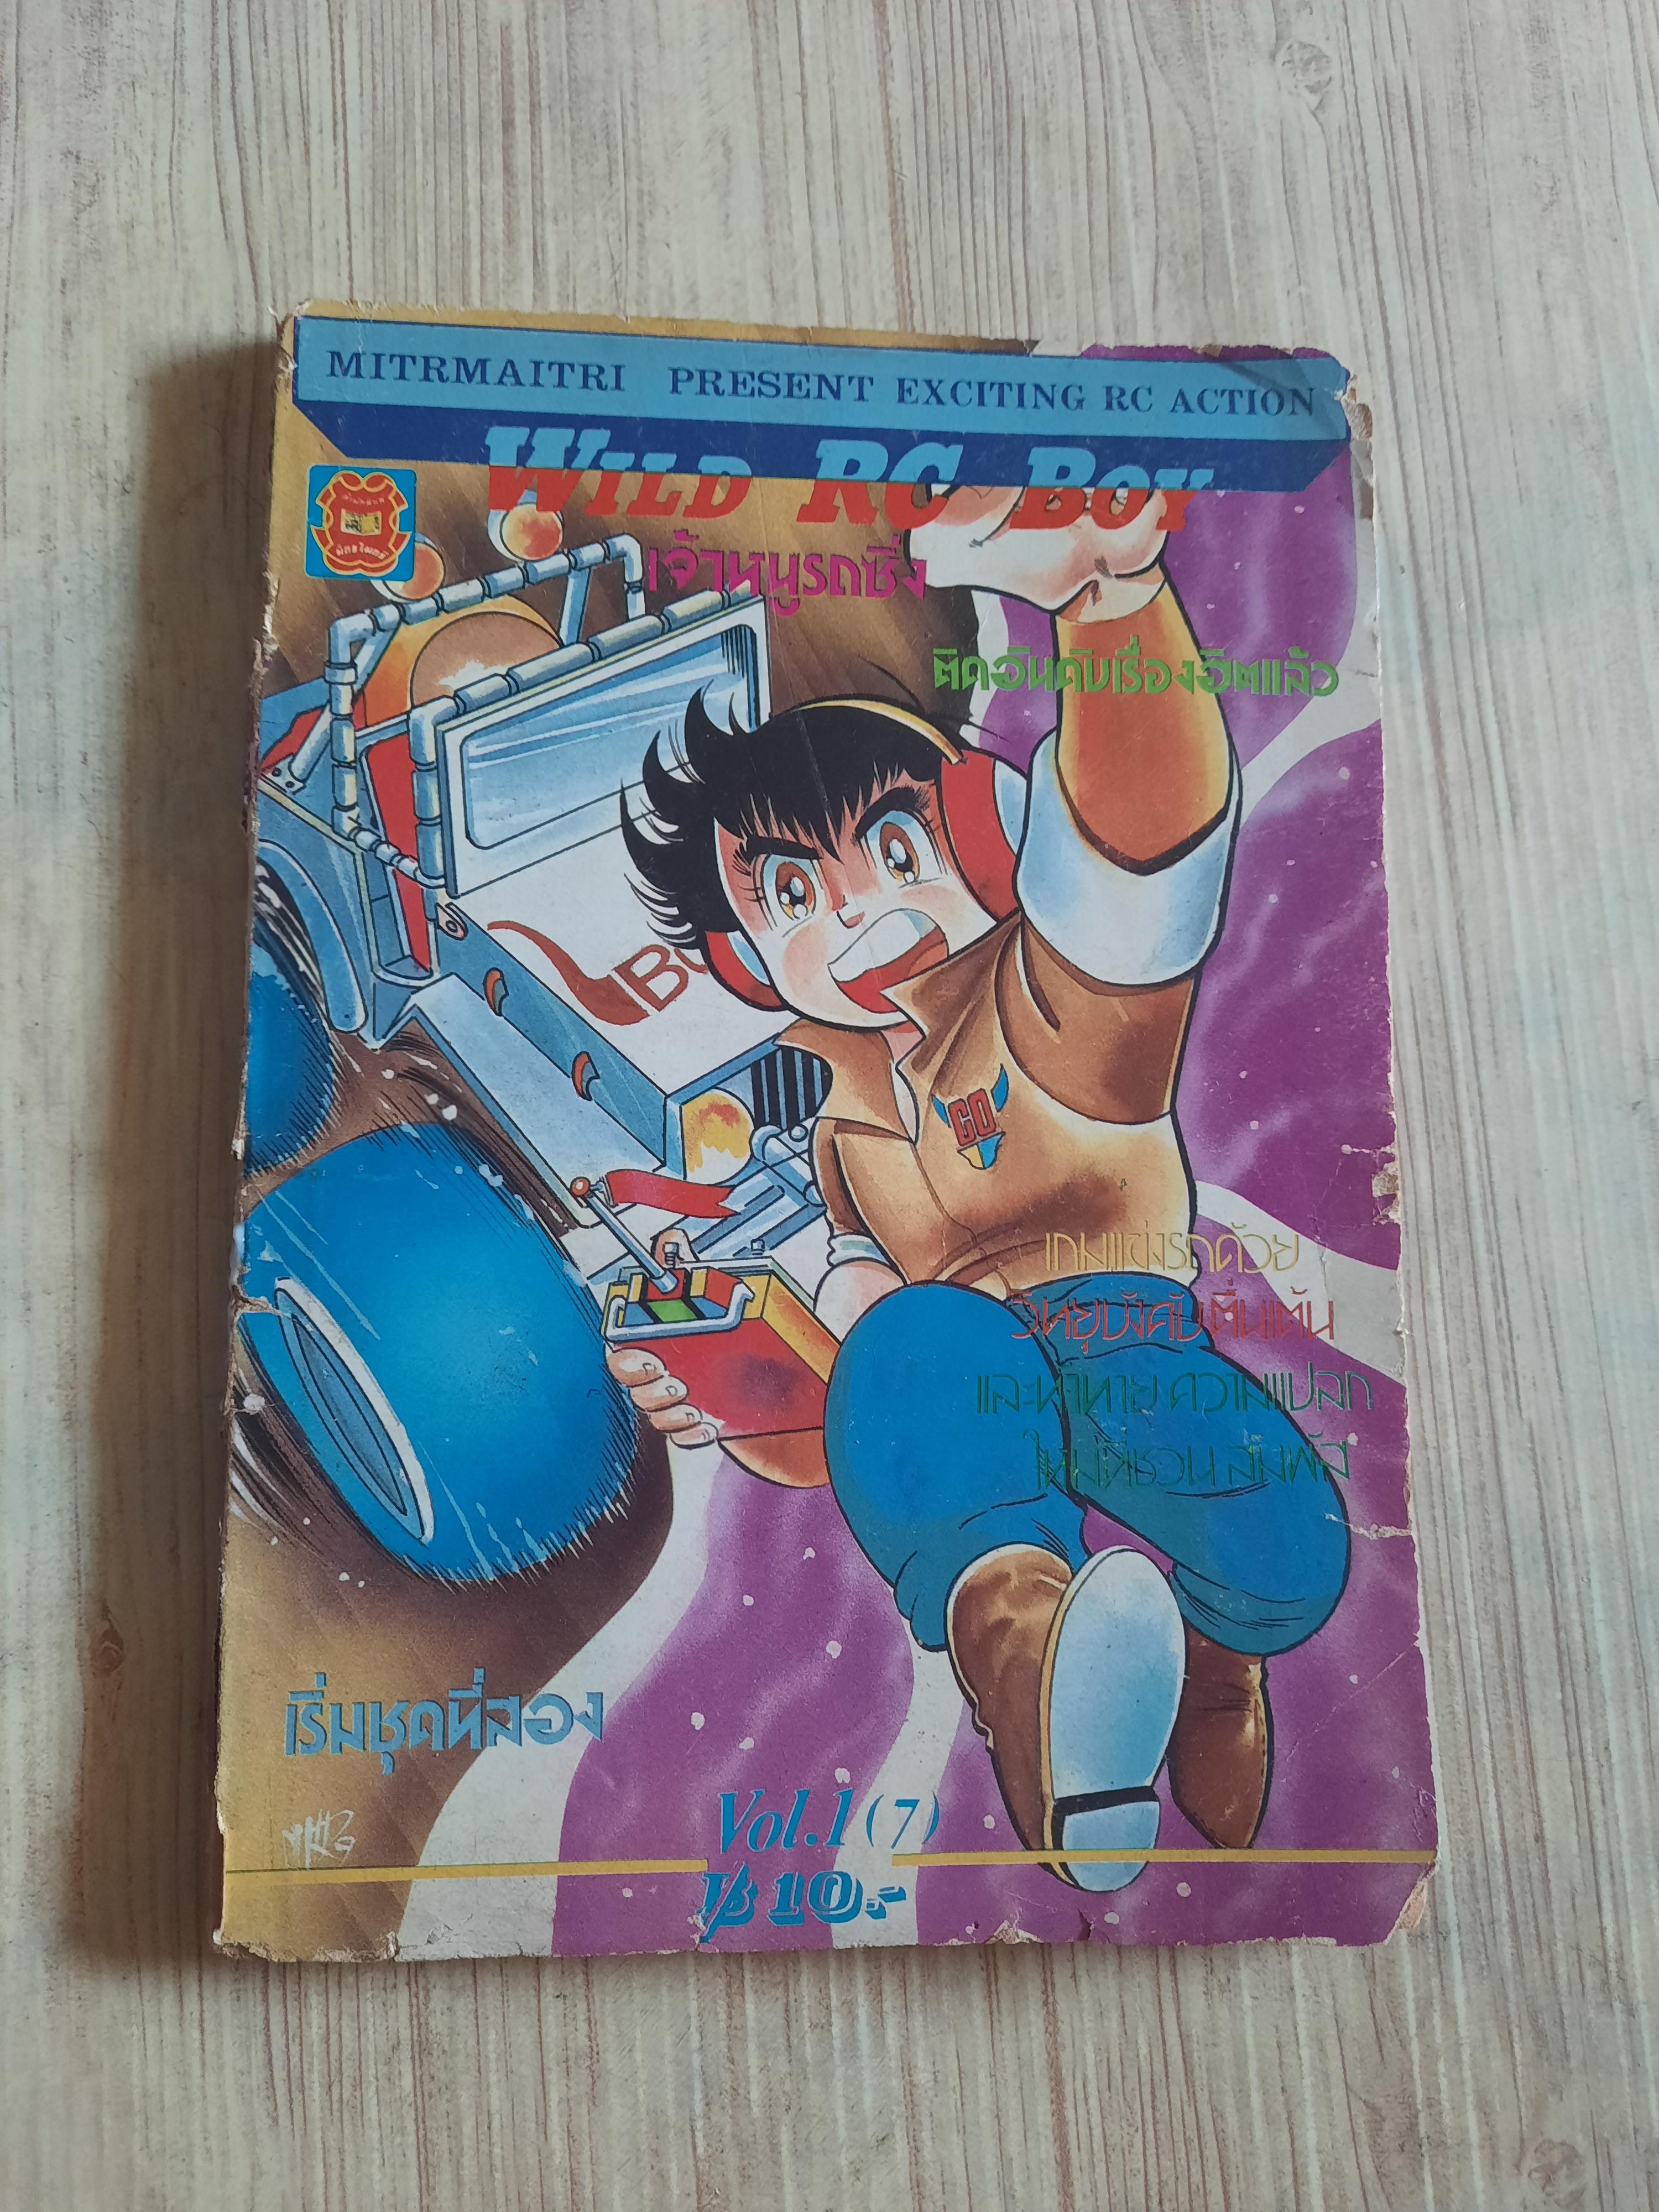 MITRMAITRI PRESENT EXCITING RC ACTION
WILD RC BOY
เจ้าหนูรถซิ่ง
ติดอันดับเรื่องฮิตแล้ว
IBU
GO
เกมแข่งรถด้วย
วิทยุบังคับตื่นเต้น
และท้าทาย ความแปลก
ใหม่ที่ชวน สัมผัส
เริ่มชุดที่สอง
Vol.1 (7)
฿ 10.-